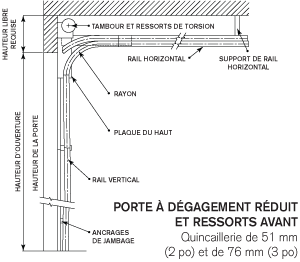 HAUTEUR LIBRE
REQUISE
TAMBOUR ET RESSORTS DE TORSION
RAIL HORIZONTAL
SUPPORT DE RAIL
HORIZONTAL
RAYON
PLAQUE DU HAUT
HAUTEUR D'OUVERTURE
HAUTEUR DE LA PORTE
RAIL VERTICAL
ANCRAGES
DE JAMBAGE
PORTE À DÉGAGEMENT RÉDUIT
ET RESSORTS AVANT
Quincaillerie de 51 mm
(2 po) et de 76 mm (3 po)